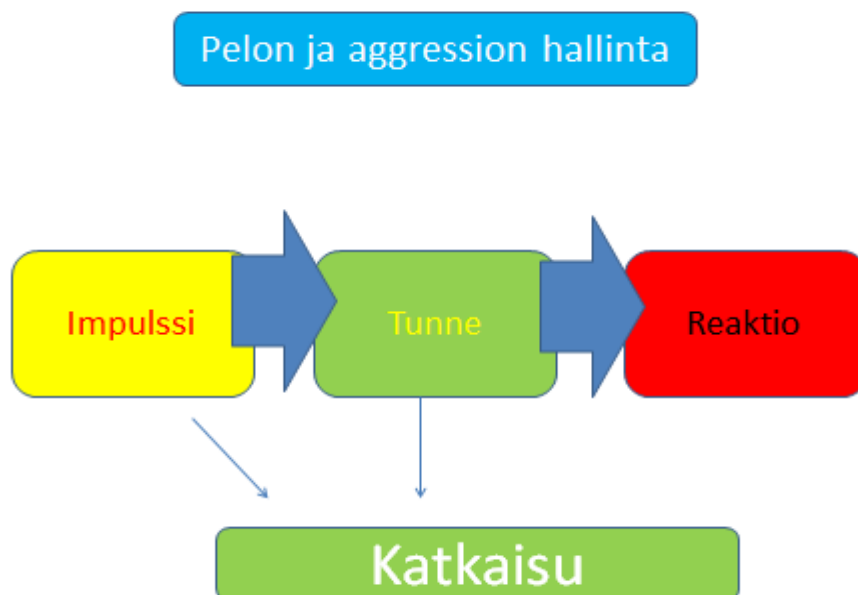 Pelon ja aggression hallinta
Impulssi
Tunne
Reaktio
Katkaisu